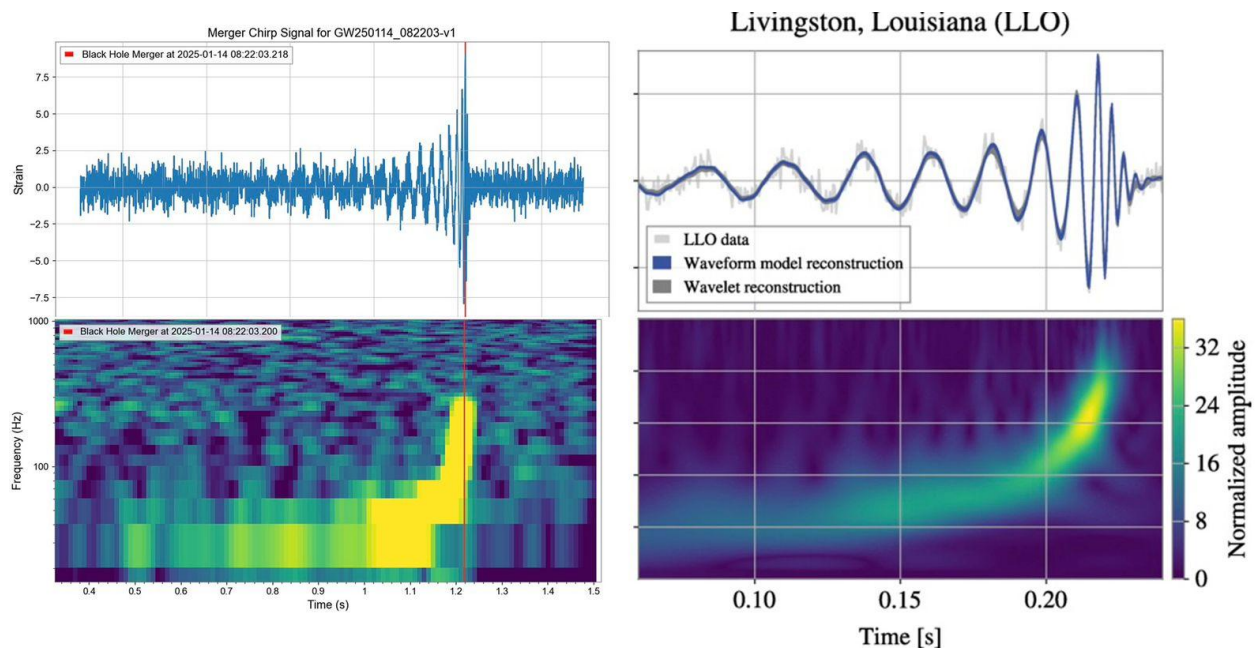 Merger Chirp Signal for GW250114_082203-v1
Black Hole Merger at 2025-01-14 08:22:03.218
7.5
5.0
2.5
0.0
−2.5
−5.0
−7.5
Strain
Black Hole Merger at 2025-01-14 08:22:03.200
1000
100
Frequency (Hz)
0.4 0.5 0.6 0.7 0.8 0.9 1 1.1 1.2 1.3 1.4 1.5
Time (s)
Livingston, Louisiana (LLO)
LLO data
Waveform model reconstruction
Wavelet reconstruction
32
24
16
8
0
Normalized amplitude
0.10 0.15 0.20
Time [s]